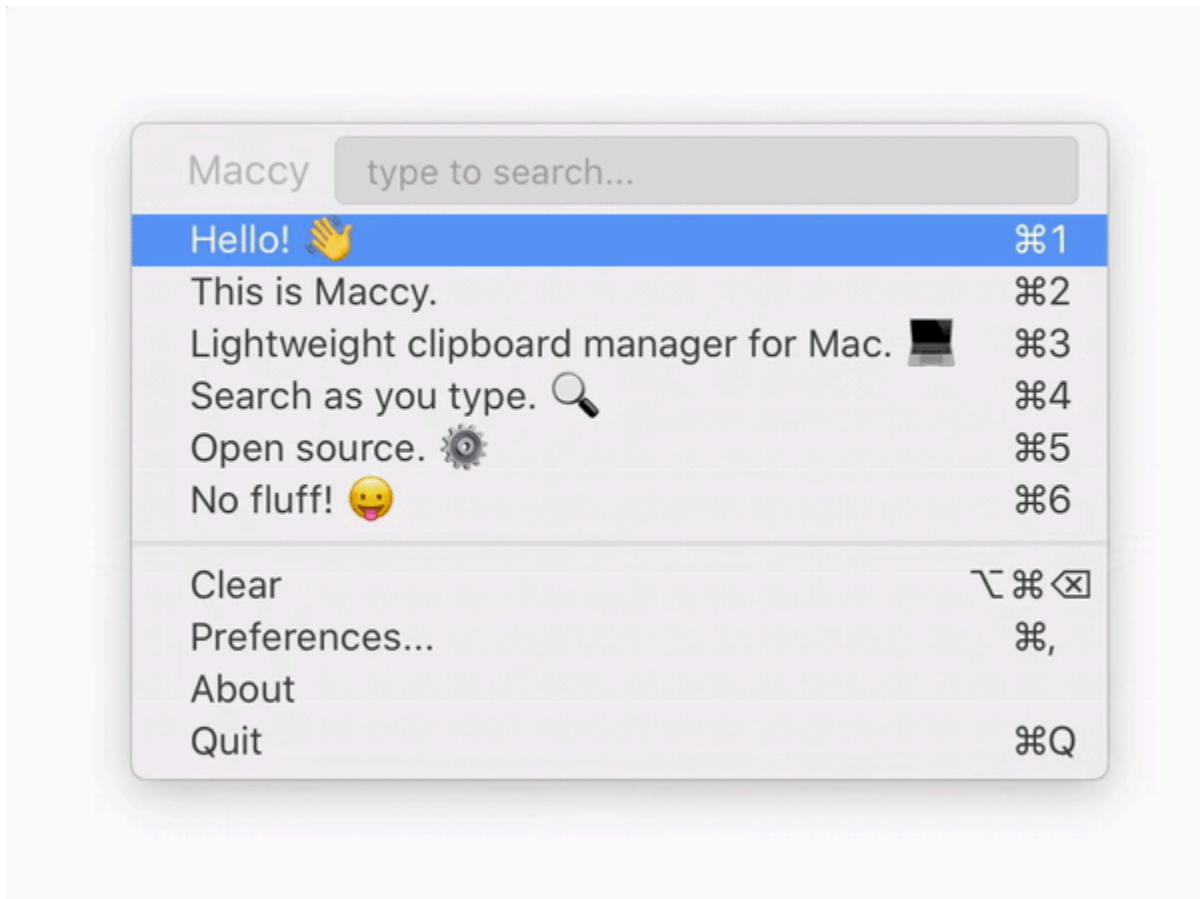 Maccy type to search...
Hello! 👋 ⌘1
This is Maccy. ⌘2
Lightweight clipboard manager for Mac. 💻 ⌘3
Search as you type. 🔍 ⌘4
Open source. ⚙️ ⌘5
No fluff! 😛 ⌘6
Clear ⌥⌘⌫
Preferences... ⌘,
About
Quit ⌘Q